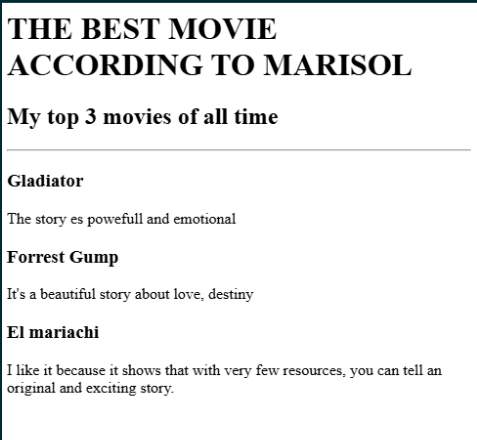 THE BEST MOVIE
ACCORDING TO MARISOL
My top 3 movies of all time
Gladiator
The story es powefull and emotional
Forrest Gump
It's a beautiful story about love, destiny
El mariachi
I like it because it shows that with very few resources, you can tell an
original and exciting story.